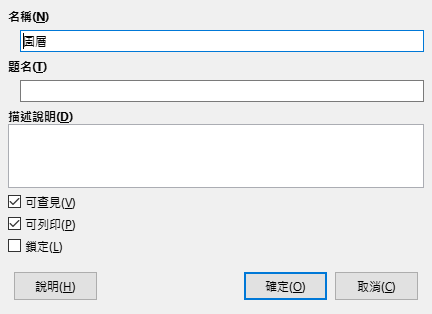 名稱(N)
圖層
題名(T)
描述說明(D)
可查見(V)
可列印(P)
鎖定(L)
說明(H)
確定(O)
取消(C)